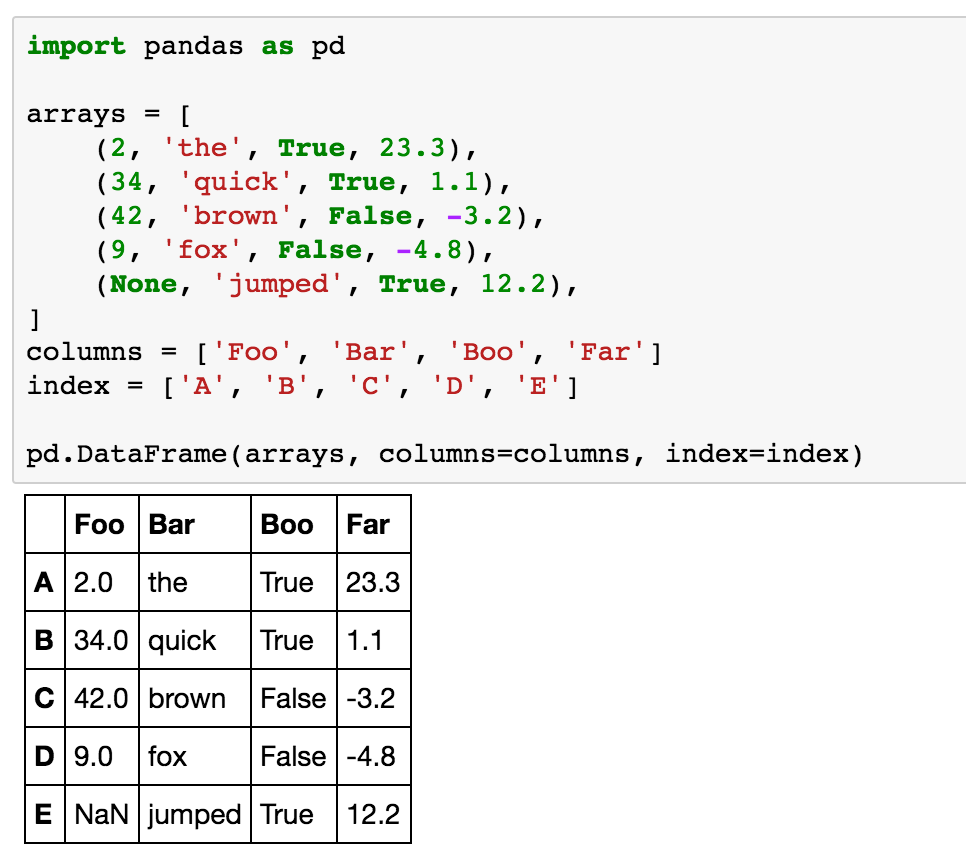 import pandas as pd
arrays = [
    (2, 'the', True, 23.3),
    (34, 'quick', True, 1.1),
    (42, 'brown', False, -3.2),
    (9, 'fox', False, -4.8),
    (None, 'jumped', True, 12.2),
]
columns = ['Foo', 'Bar', 'Boo', 'Far']
index = ['A', 'B', 'C', 'D', 'E']
pd.DataFrame(arrays, columns=columns, index=index)
Foo Bar Boo Far
A 2.0 the True 23.3
B 34.0 quick True 1.1
C 42.0 brown False -3.2
D 9.0 fox False -4.8
E NaN jumped True 12.2